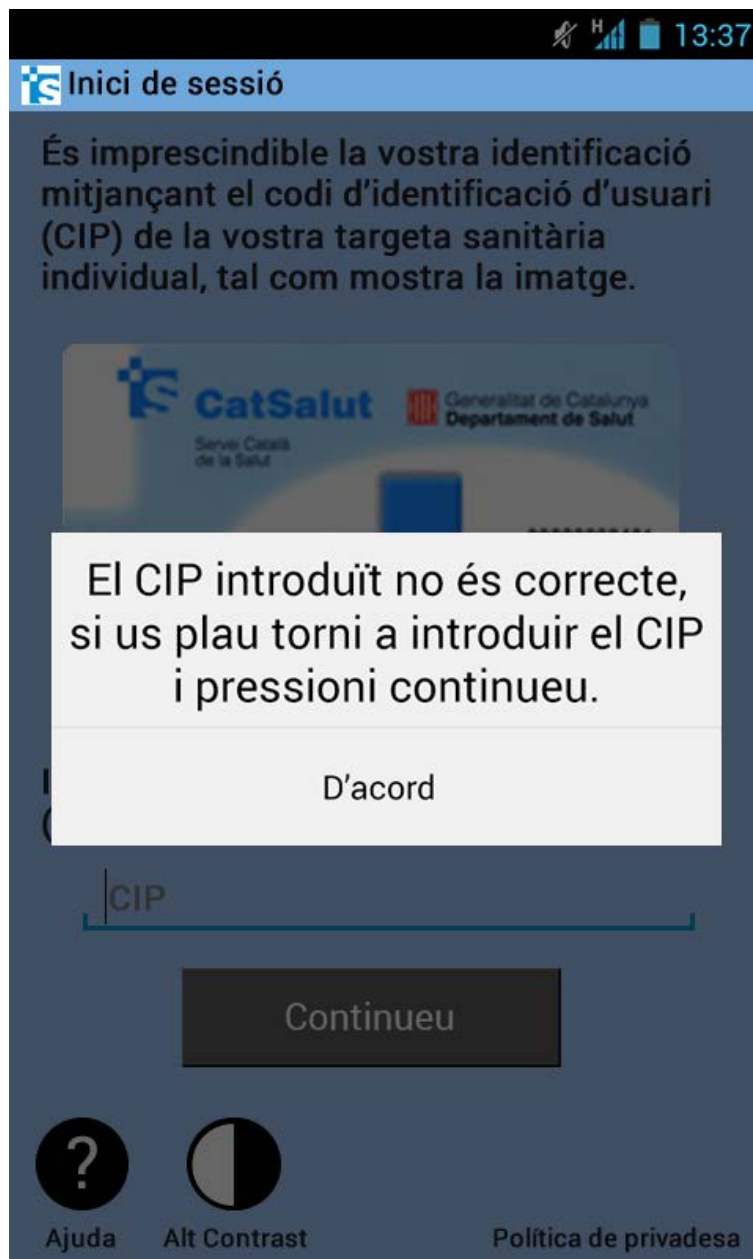 H
13:37
Inici de sessió
És imprescindible la vostra identificació
mitjançant el codi d'identificació d'usuari
(CIP) de la vostra targeta sanitària
individual, tal com mostra la imatge.
CatSalut
Servei Català
de la Salut
Generalitat de Catalunya
Departament de Salut
El CIP introduït no és correcte,
si us plau torni a introduir el CIP
i pressioni continueu.
D'acord
CIP
Continueu
?
Ajuda
Alt Contrast
Política de privadesa